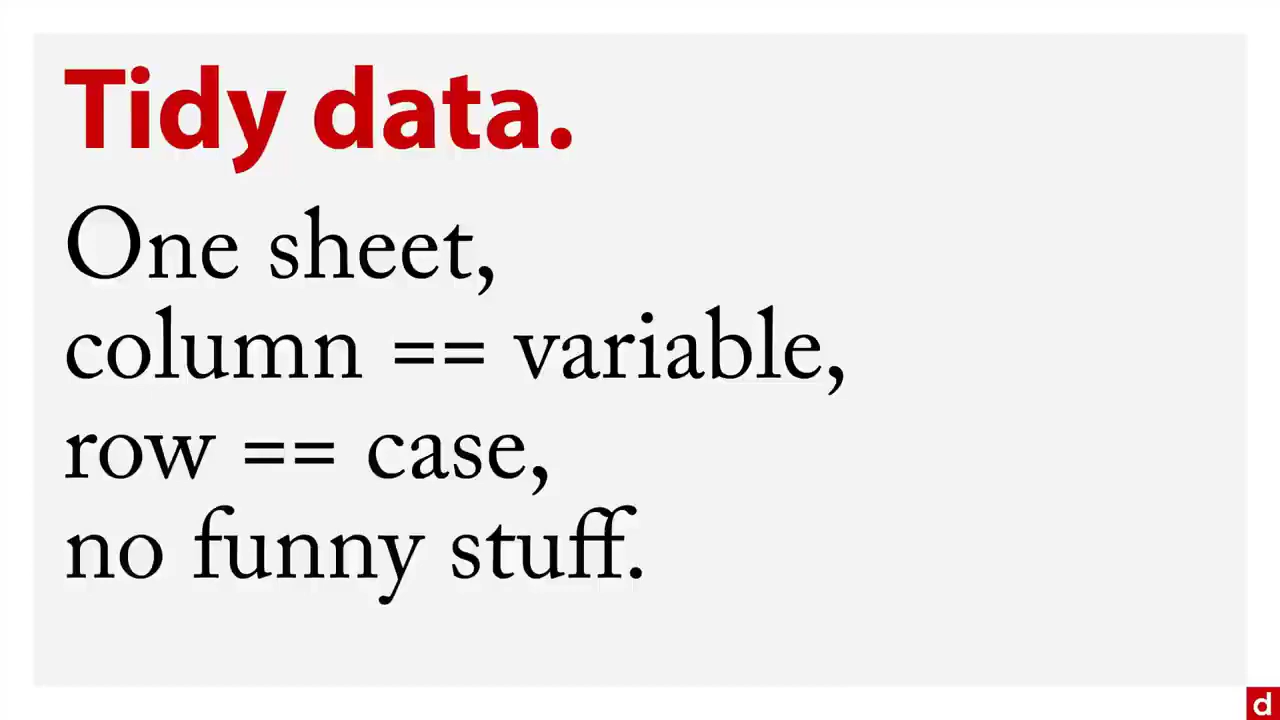 Tidy data.
One sheet,
column == variable,
row == case,
no funny stuff.
d